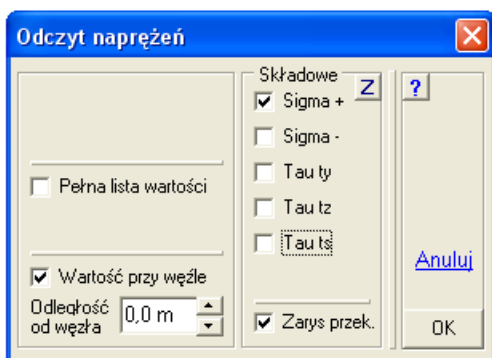 Odczyt naprężeń
Składowe
Z
?
Sigma +
Sigma -
Tau ty
Tau tz
Tau ts
Pełna lista wartości
Wartość przy węźle
Odległość
od węzła
0,0 m
Zarys przek.
Anuluj
OK